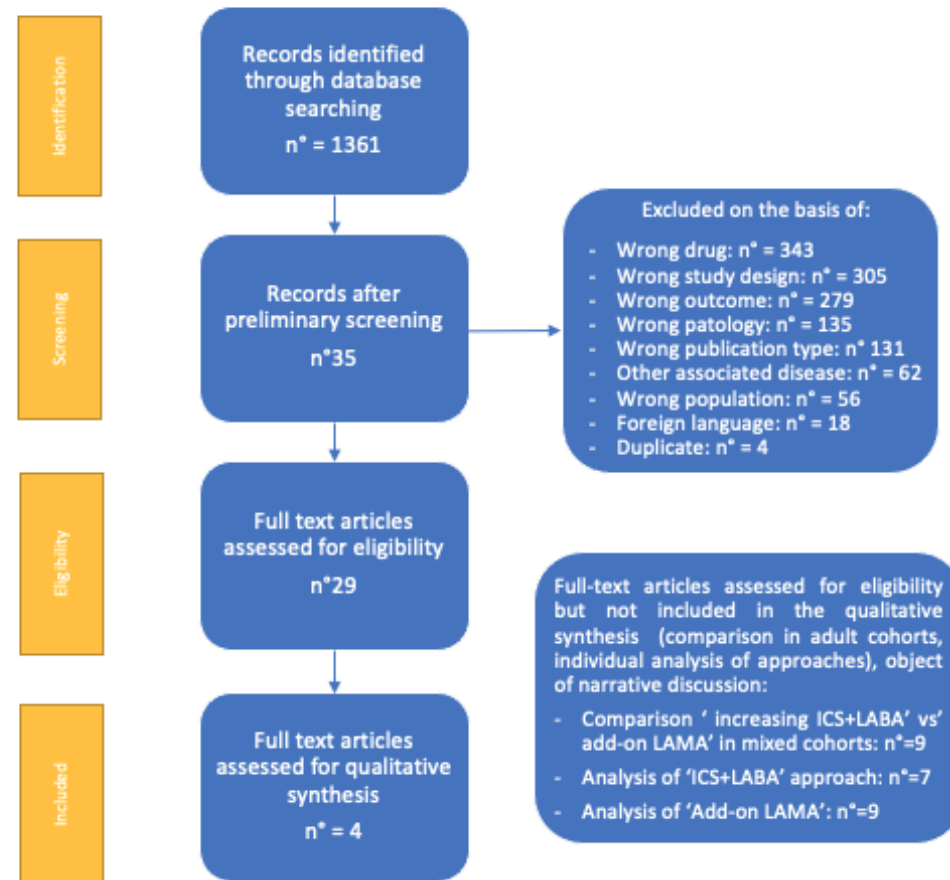 Identification
Records identified
through database
searching
n° = 1361
Screening
Records after
preliminary screening
n°35
Excluded on the basis of:
- Wrong drug: n° = 343
- Wrong study design: n° = 305
- Wrong outcome: n° = 279
- Wrong patology: n° = 135
- Wrong publication type: n° 131
- Other associated disease: n° = 62
- Wrong population: n° = 56
- Foreign language: n° = 18
- Duplicate: n° = 4
Eligibility
Full text articles
assessed for eligibility
n°29
Included
Full text articles
assessed for qualitative
synthesis
n° = 4
Full-text articles assessed for eligibility
but not included in the qualitative
synthesis (comparison in adult cohorts,
individual analysis of approaches), object
of narrative discussion:
- Comparison ‘ increasing ICS+LABA’ vs’
add-on LAMA’ in mixed cohorts: n°=9
- Analysis of ‘ICS+LABA’ approach: n°=7
- Analysis of ‘Add-on LAMA’: n°=9